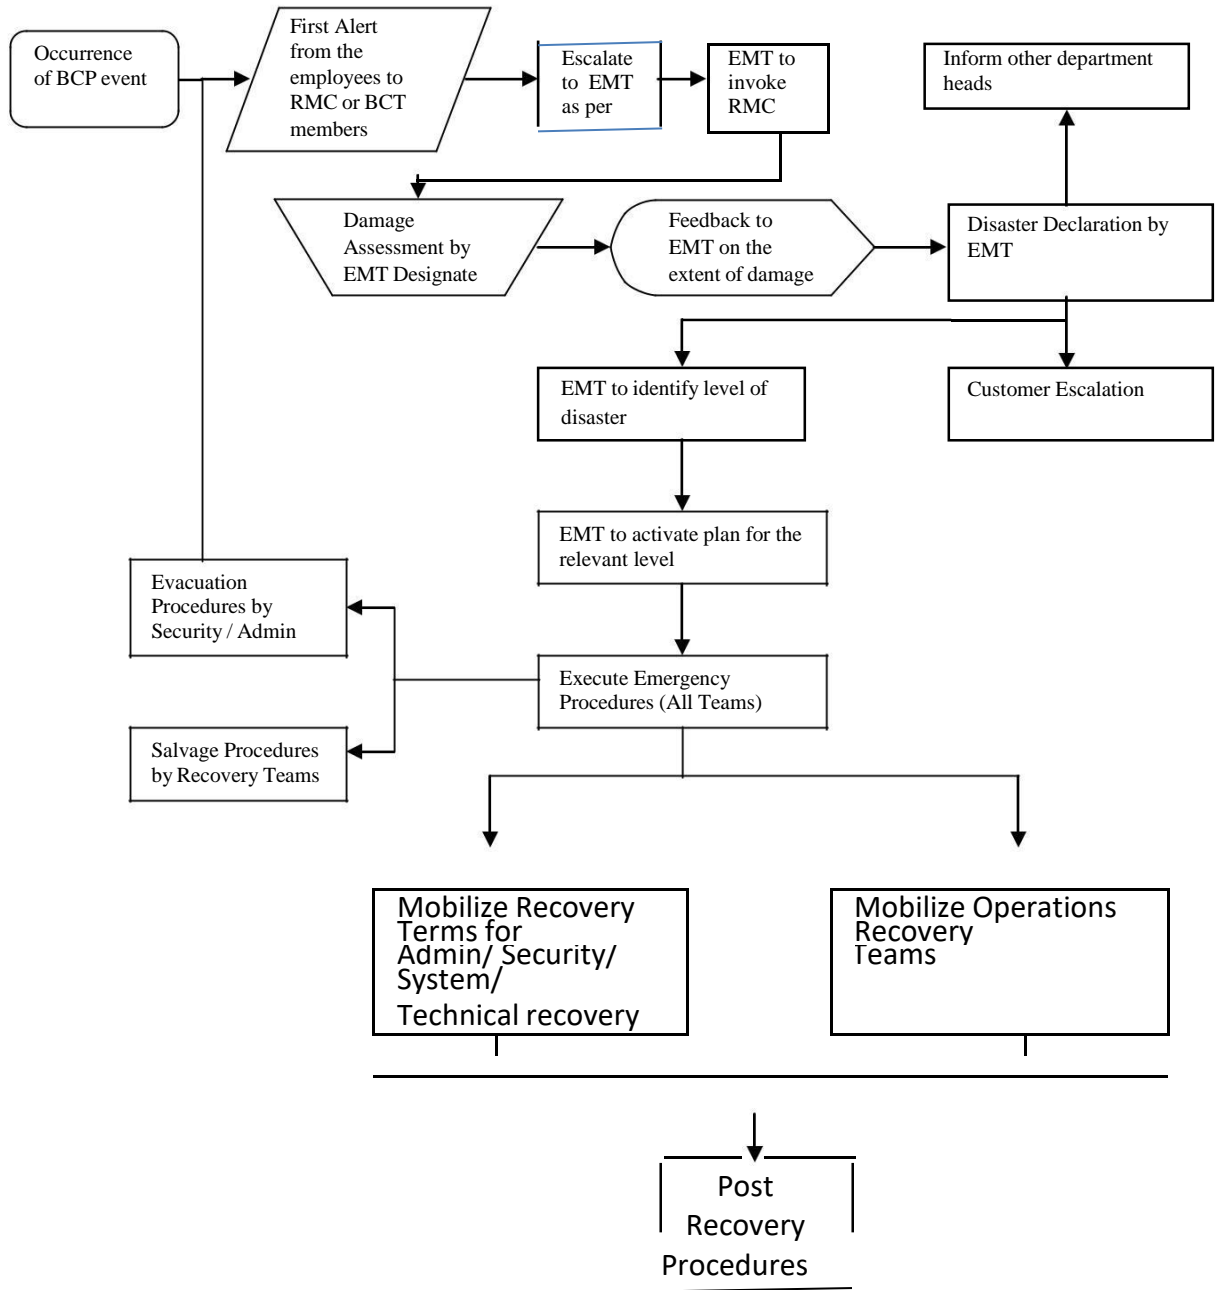 Occurrence
of BCP event
First Alert
from the
employees to
RMC or BCT
members
Escalate
to EMT
as per
EMT to
invoke
RMC
Inform other department
heads
Damage
Assessment by
EMT Designate
Feedback to
EMT on the
extent of damage
Disaster Declaration by
EMT
EMT to identify level of
disaster
Customer Escalation
EMT to activate plan for the
relevant level
Evacuation
Procedures by
Security / Admin
Execute Emergency
Procedures (All Teams)
Salvage Procedures
by Recovery Teams
Mobilize Recovery
Terms for
Admin/ Security/
System/
Technical recovery
Mobilize Operations
Recovery
Teams
Post
Recovery
Procedures